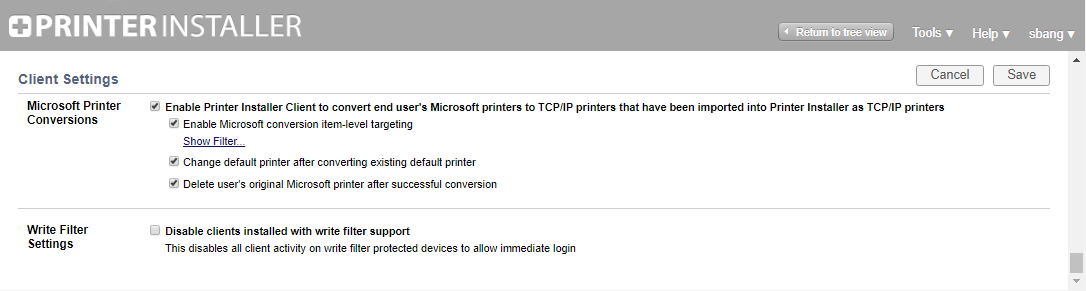 PRINTER INSTALLER
Return to tree view
Tools ▾
Help ▾
sbang ▾
Client Settings
Cancel
Save
Microsoft Printer
Conversions
Enable Printer Installer Client to convert end user's Microsoft printers to TCP/IP printers that have been imported into Printer Installer as TCP/IP printers
Enable Microsoft conversion item-level targeting
Show Filter...
Change default printer after converting existing default printer
Delete user's original Microsoft printer after successful conversion
Write Filter
Settings
Disable clients installed with write filter support
This disables all client activity on write filter protected devices to allow immediate login